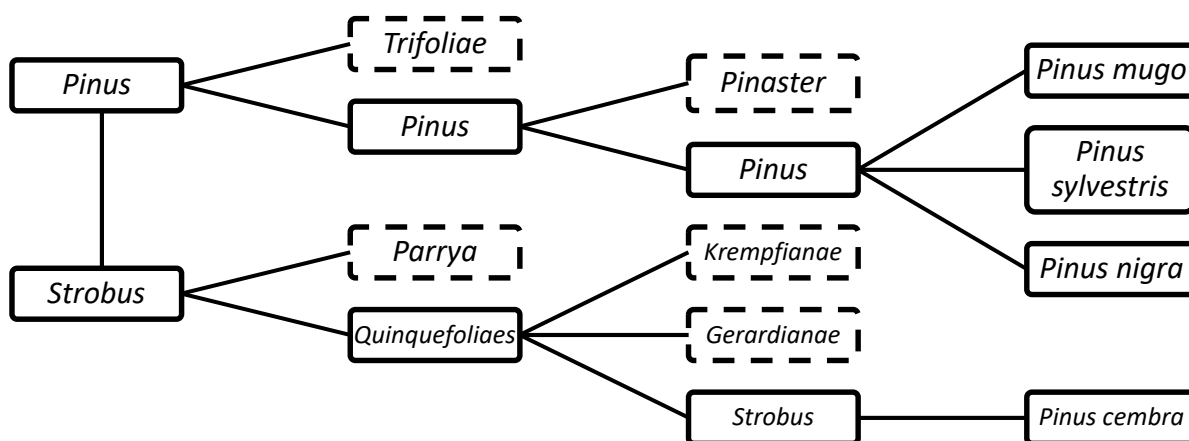 Trifoliae
Pinus
Pinus
Pinaster
Pinus
Pinus mugo
Pinus
sylvestris
Pinus nigra
Strobus
Parrya
Quinquefoliaes
Krempfianae
Gerardianae
Strobus
Pinus cembra